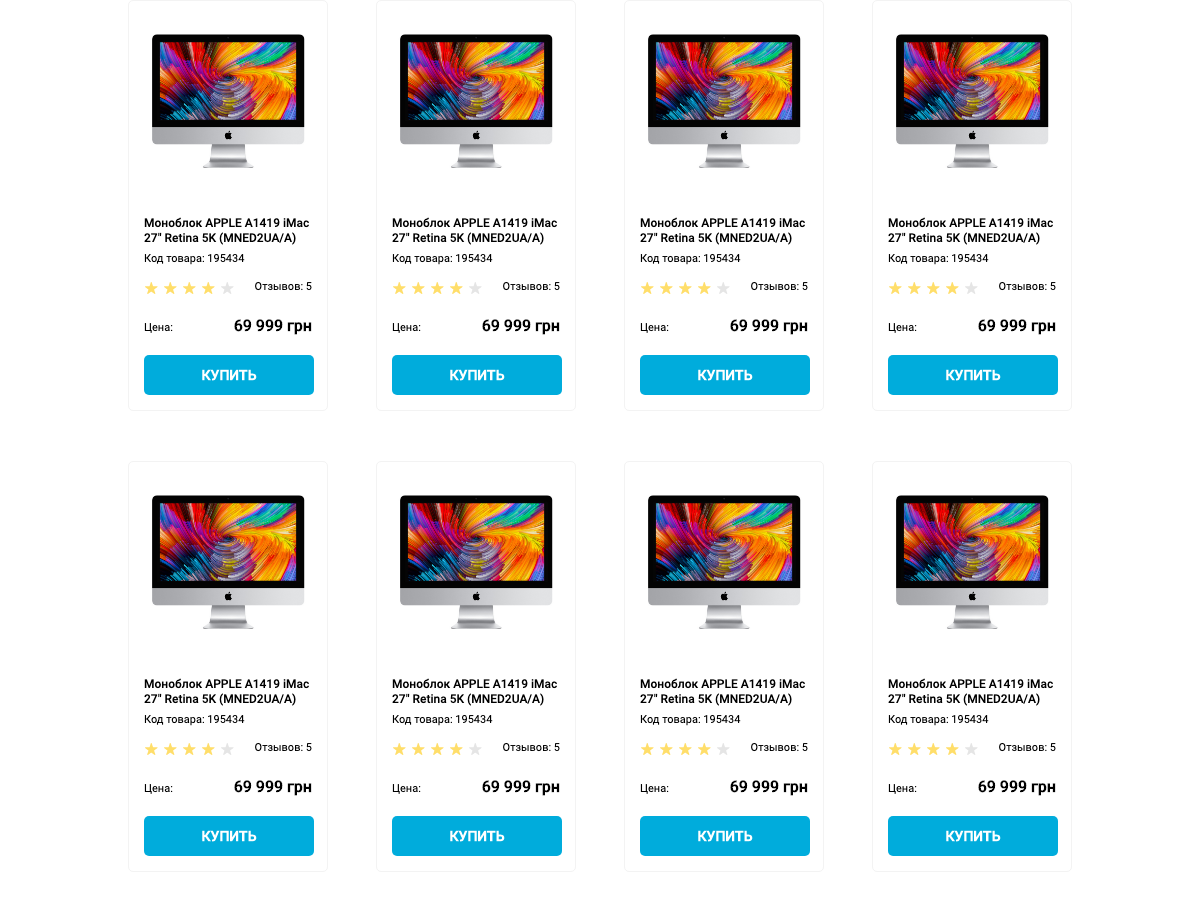 Моноблок APPLE A1419 iMac
27" Retina 5K (MNED2UA/A)
Код товара: 195434
Отзывов: 5
Цена: 69 999 грн
КУПИТЬ
Моноблок APPLE A1419 iMac
27" Retina 5K (MNED2UA/A)
Код товара: 195434
Отзывов: 5
Цена: 69 999 грн
КУПИТЬ
Моноблок APPLE A1419 iMac
27" Retina 5K (MNED2UA/A)
Код товара: 195434
Отзывов: 5
Цена: 69 999 грн
КУПИТЬ
Моноблок APPLE A1419 iMac
27" Retina 5K (MNED2UA/A)
Код товара: 195434
Отзывов: 5
Цена: 69 999 грн
КУПИТЬ
Моноблок APPLE A1419 iMac
27" Retina 5K (MNED2UA/A)
Код товара: 195434
Отзывов: 5
Цена: 69 999 грн
КУПИТЬ
Моноблок APPLE A1419 iMac
27" Retina 5K (MNED2UA/A)
Код товара: 195434
Отзывов: 5
Цена: 69 999 грн
КУПИТЬ
Моноблок APPLE A1419 iMac
27" Retina 5K (MNED2UA/A)
Код товара: 195434
Отзывов: 5
Цена: 69 999 грн
КУПИТЬ
Моноблок APPLE A1419 iMac
27" Retina 5K (MNED2UA/A)
Код товара: 195434
Отзывов: 5
Цена: 69 999 грн
КУПИТЬ